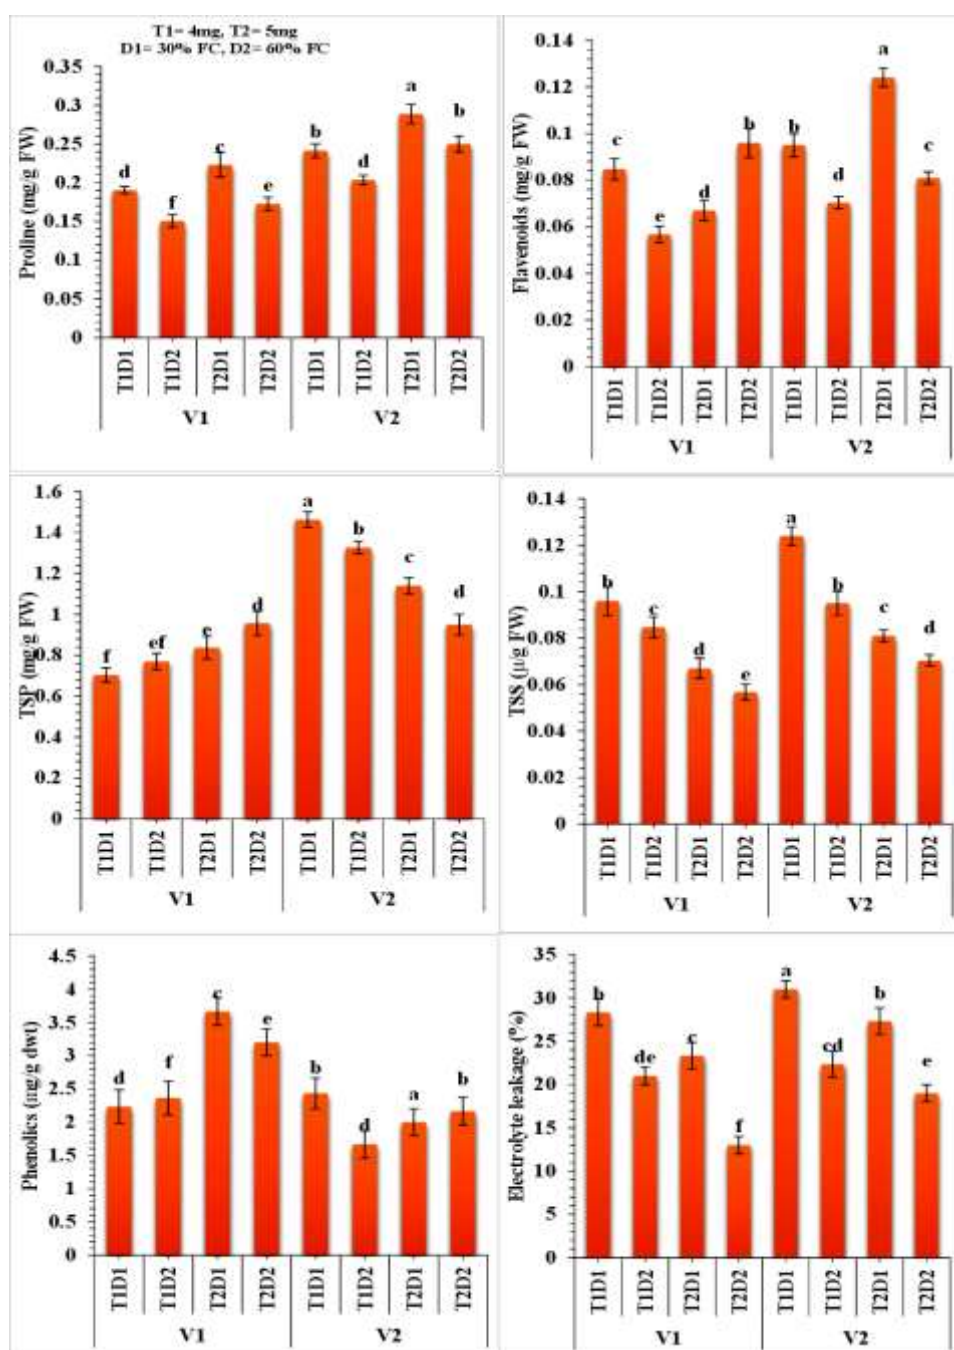 T1= 4mg, T2= 5mg
D1= 30% FC, D2= 60% FC
Proline (mg/g FW)
0.35
0.3
0.25
0.2
0.15
0.1
0.05
0
d
f
c
e
b
d
a
b
T1D1
T1D2
T2D1
T2D2
T1D1
T1D2
T2D1
T2D2
V1
V2
Flavenoids (mg/g FW)
0.14
0.12
0.1
0.08
0.06
0.04
0.02
0
c
e
d
b
b
d
a
c
T1D1
T1D2
T2D1
T2D2
T1D1
T1D2
T2D1
T2D2
V1
V2
TSP (mg/g FW)
1.6
1.4
1.2
1
0.8
0.6
0.4
0.2
0
f
ef
e
d
a
b
c
d
T1D1
T1D2
T2D1
T2D2
T1D1
T1D2
T2D1
T2D2
V1
V2
TSS (µ/g FW)
0.14
0.12
0.1
0.08
0.06
0.04
0.02
0
b
c
d
e
a
b
c
d
T1D1
T1D2
T2D1
T2D2
T1D1
T1D2
T2D1
T2D2
V1
V2
Phenolics (mg/g dwt)
4.5
4
3.5
3
2.5
2
1.5
1
0.5
0
d
f
c
e
b
d
a
b
T1D1
T1D2
T2D1
T2D2
T1D1
T1D2
T2D1
T2D2
V1
V2
Electrolyte leakage (%)
35
30
25
20
15
10
5
0
b
de
c
f
a
cd
b
e
T1D1
T1D2
T2D1
T2D2
T1D1
T1D2
T2D1
T2D2
V1
V2